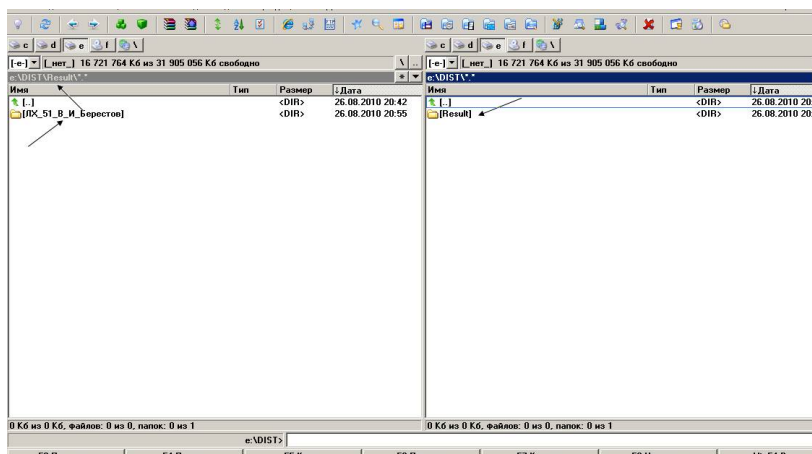 c d e f \ c d e f \
[-e-] [_нет_] 16 721 764 Кб из 31 905 056 Кб свободно \ .. [-e-] [_нет_] 16 721 764 Кб из 31 905 056 Кб свободно
e:\DIST\Result\*.* * e:\DIST\*.*
Имя Тип Размер ↓Дата Имя Тип Размер ↓Дата
[..] <DIR> 26.08.2010 20:42 [..] <DIR> 26.08.2010 20:
[ЛХ_51_В_И_Берестов] <DIR> 26.08.2010 20:55 [Result] <DIR> 26.08.2010 20:
0 Кб из 0 Кб, файлов: 0 из 0, папок: 0 из 1 0 Кб из 0 Кб, файлов: 0 из 0, папок: 0 из 1
e:\DIST>